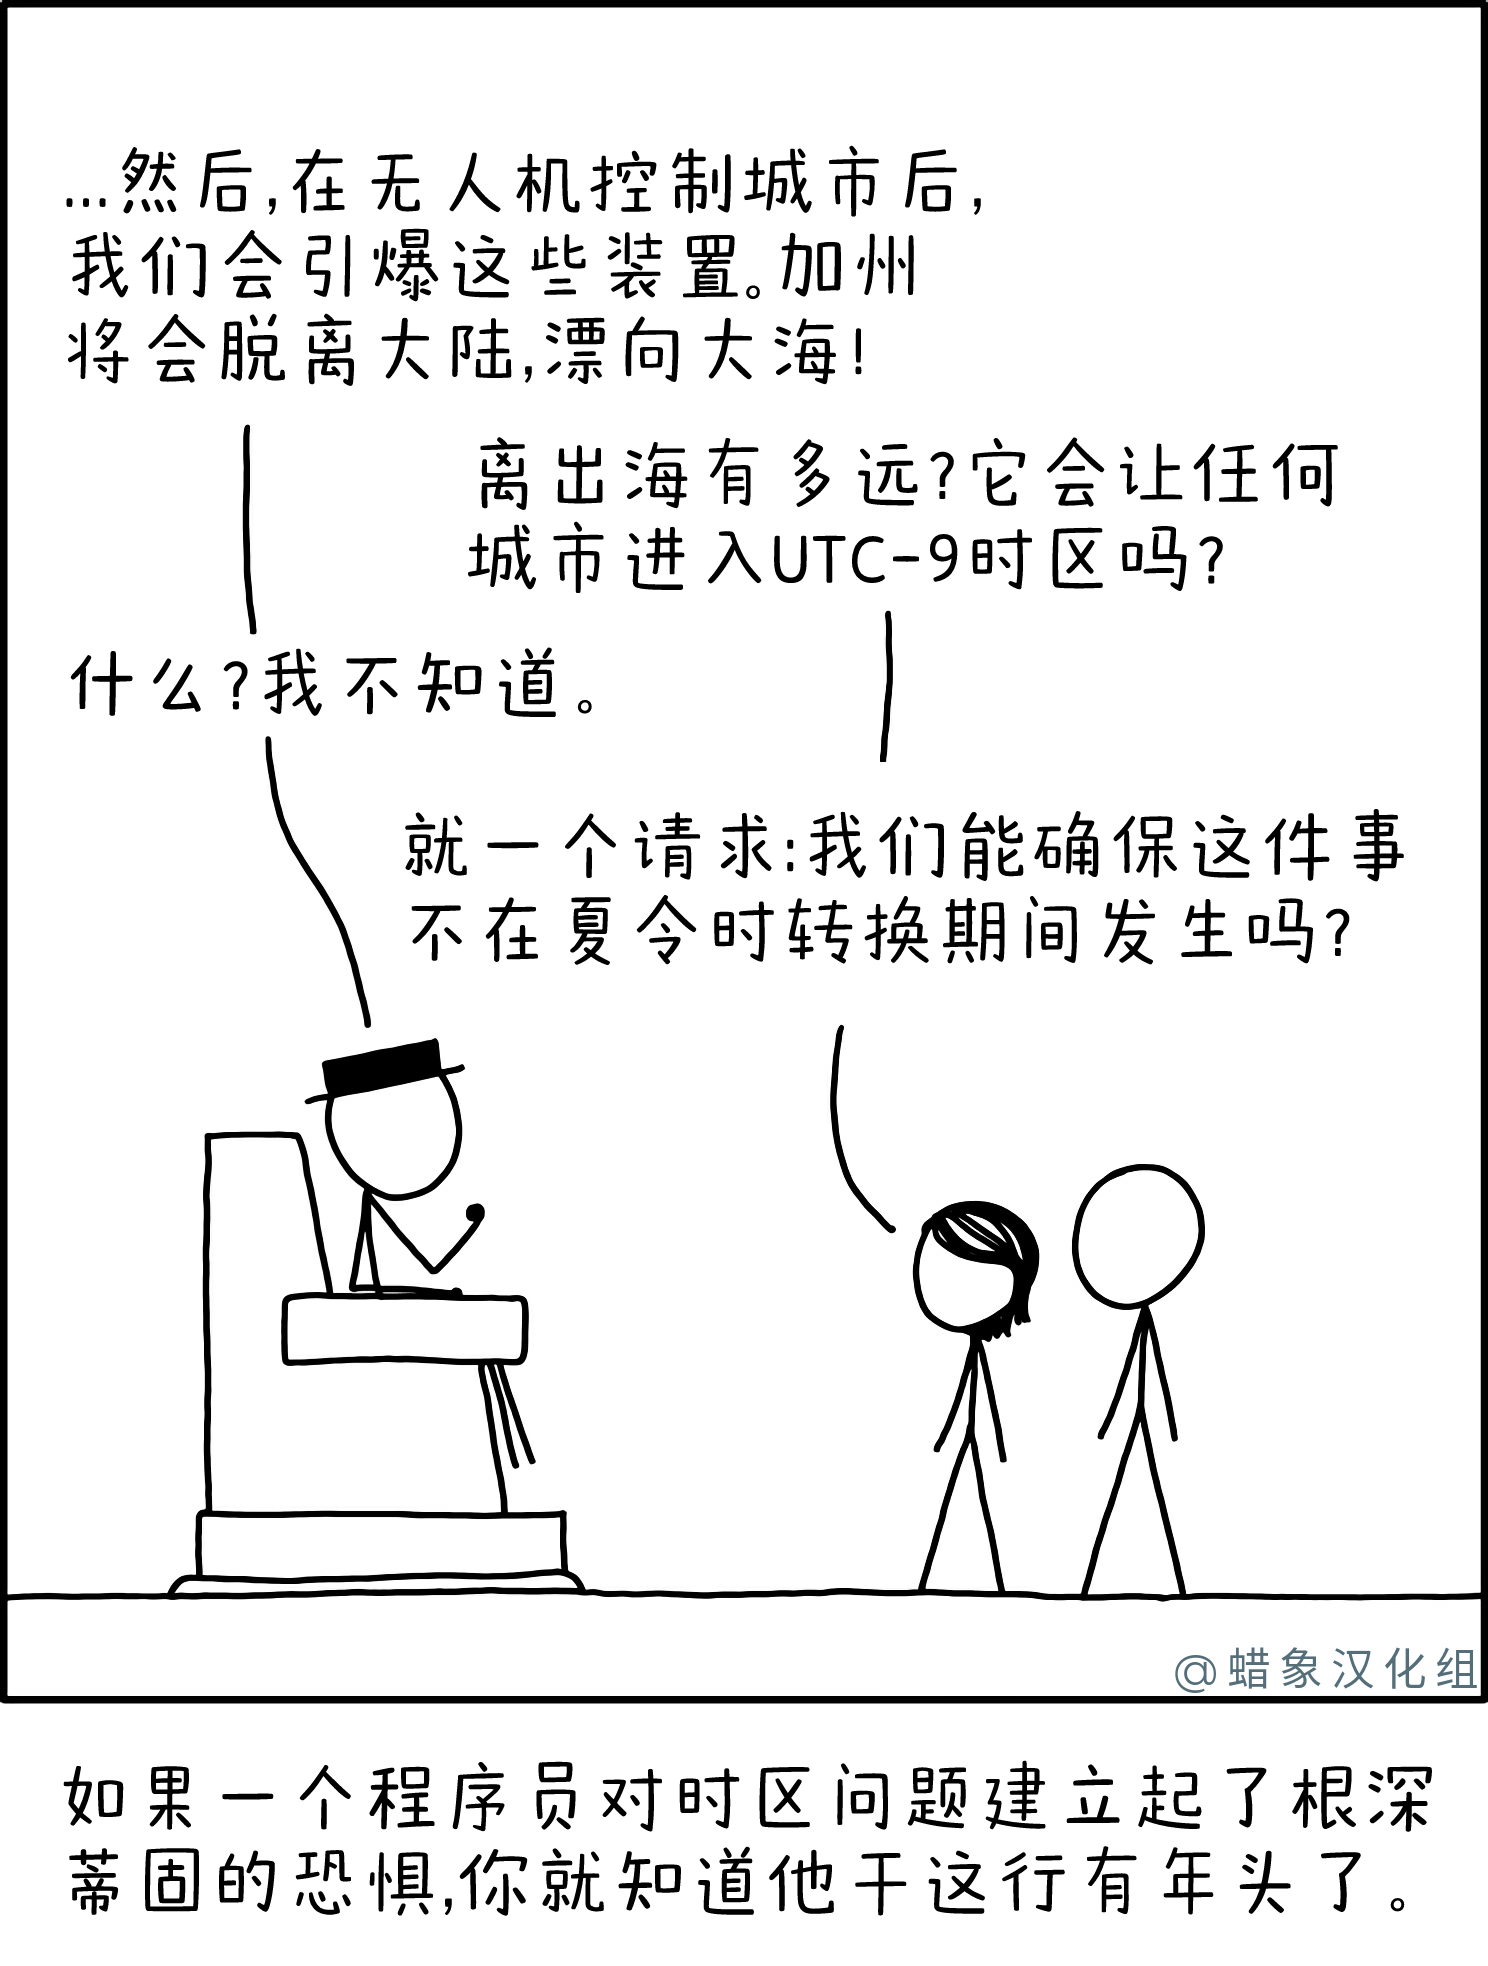 ...然后,在无人机控制城市后,
我们会引爆这些装置。加州
将会脱离大陆,漂向大海!
离出海有多远?它会让任何
城市进入UTC-9时区吗?
什么?我不知道。
就一个请求:我们能确保这件事
不在夏令时转换期间发生吗?
@蜡象汉化组
如果一个程序员对时区问题建立起了根深
蒂固的恐惧,你就知道他干这行有年头了。